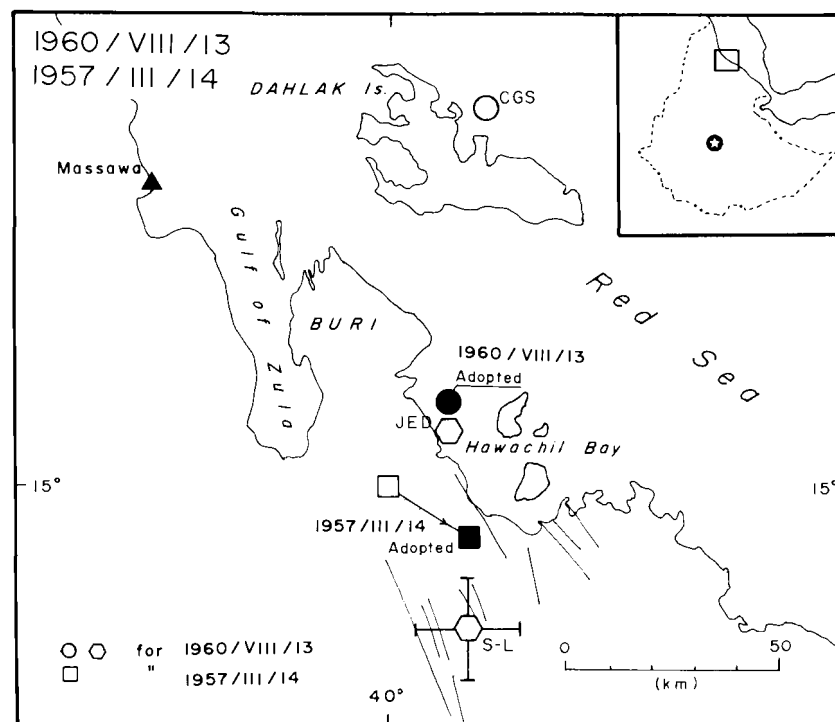 1960/VIII/13
1957/III/14
DAHLAK Is.
CGS
Massawa
Gulf of Zula
BURI
Red Sea
1960/VIII/13
Adopted
JED
Hawachil Bay
15°
15°
1957/III/14
Adopted
S-L
for 1960/VIII/13
" 1957/III/14
0 50
(km)
40°